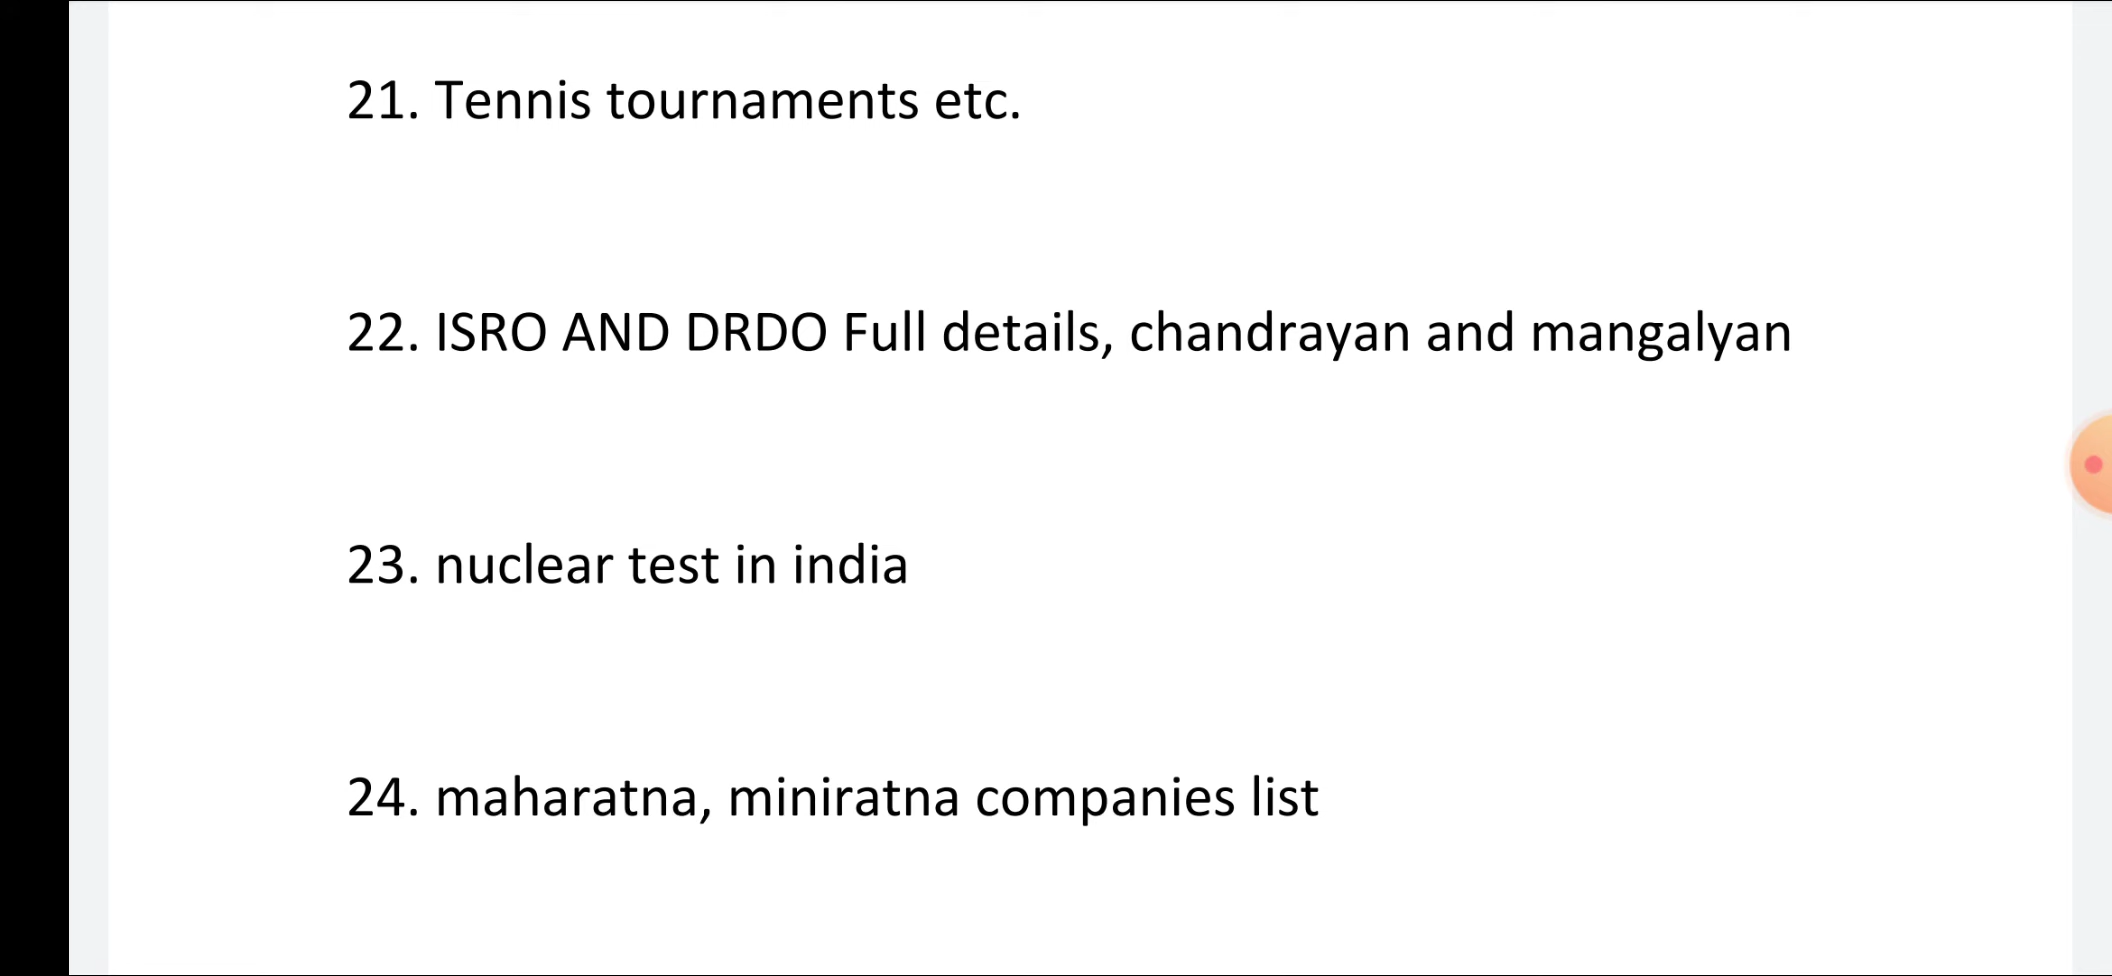 21. Tennis tournaments etc.
22. ISRO AND DRDO Full details, chandrayan and mangalyan
23. nuclear test in india
24. maharatna, miniratna companies list